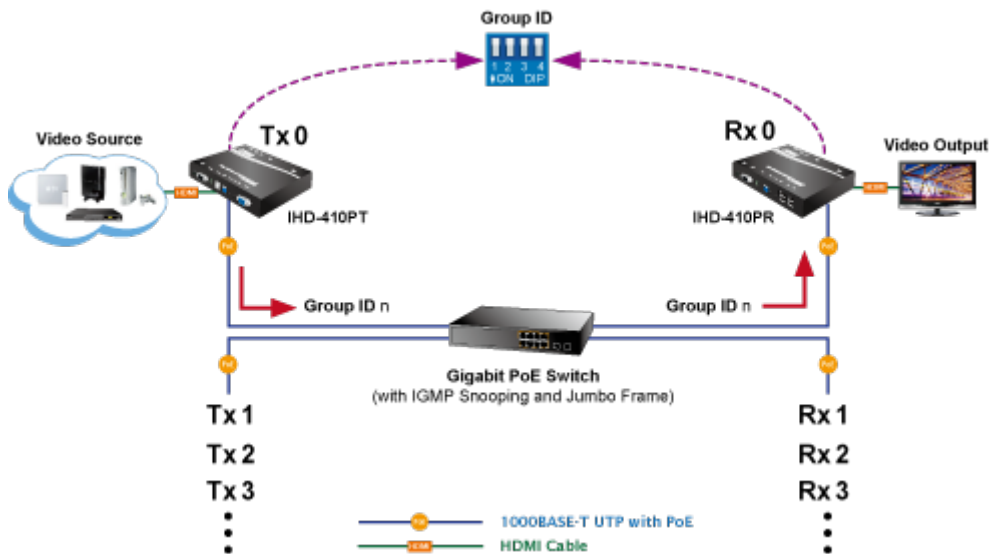 Group ID
1 2 3 4
ON DIP
Tx 0
Rx 0
Video Source
Video Output
HDMI
HDMI
IHD-410PT
IHD-410PR
PoE
PoE
Group ID n
Group ID n
PoE
PoE
Gigabit PoE Switch
(with IGMP Snooping and Jumbo Frame)
Tx 1
Rx 1
Tx 2
Rx 2
Tx 3
Rx 3
PoE
1000BASE-T UTP with PoE
HDMI
HDMI Cable